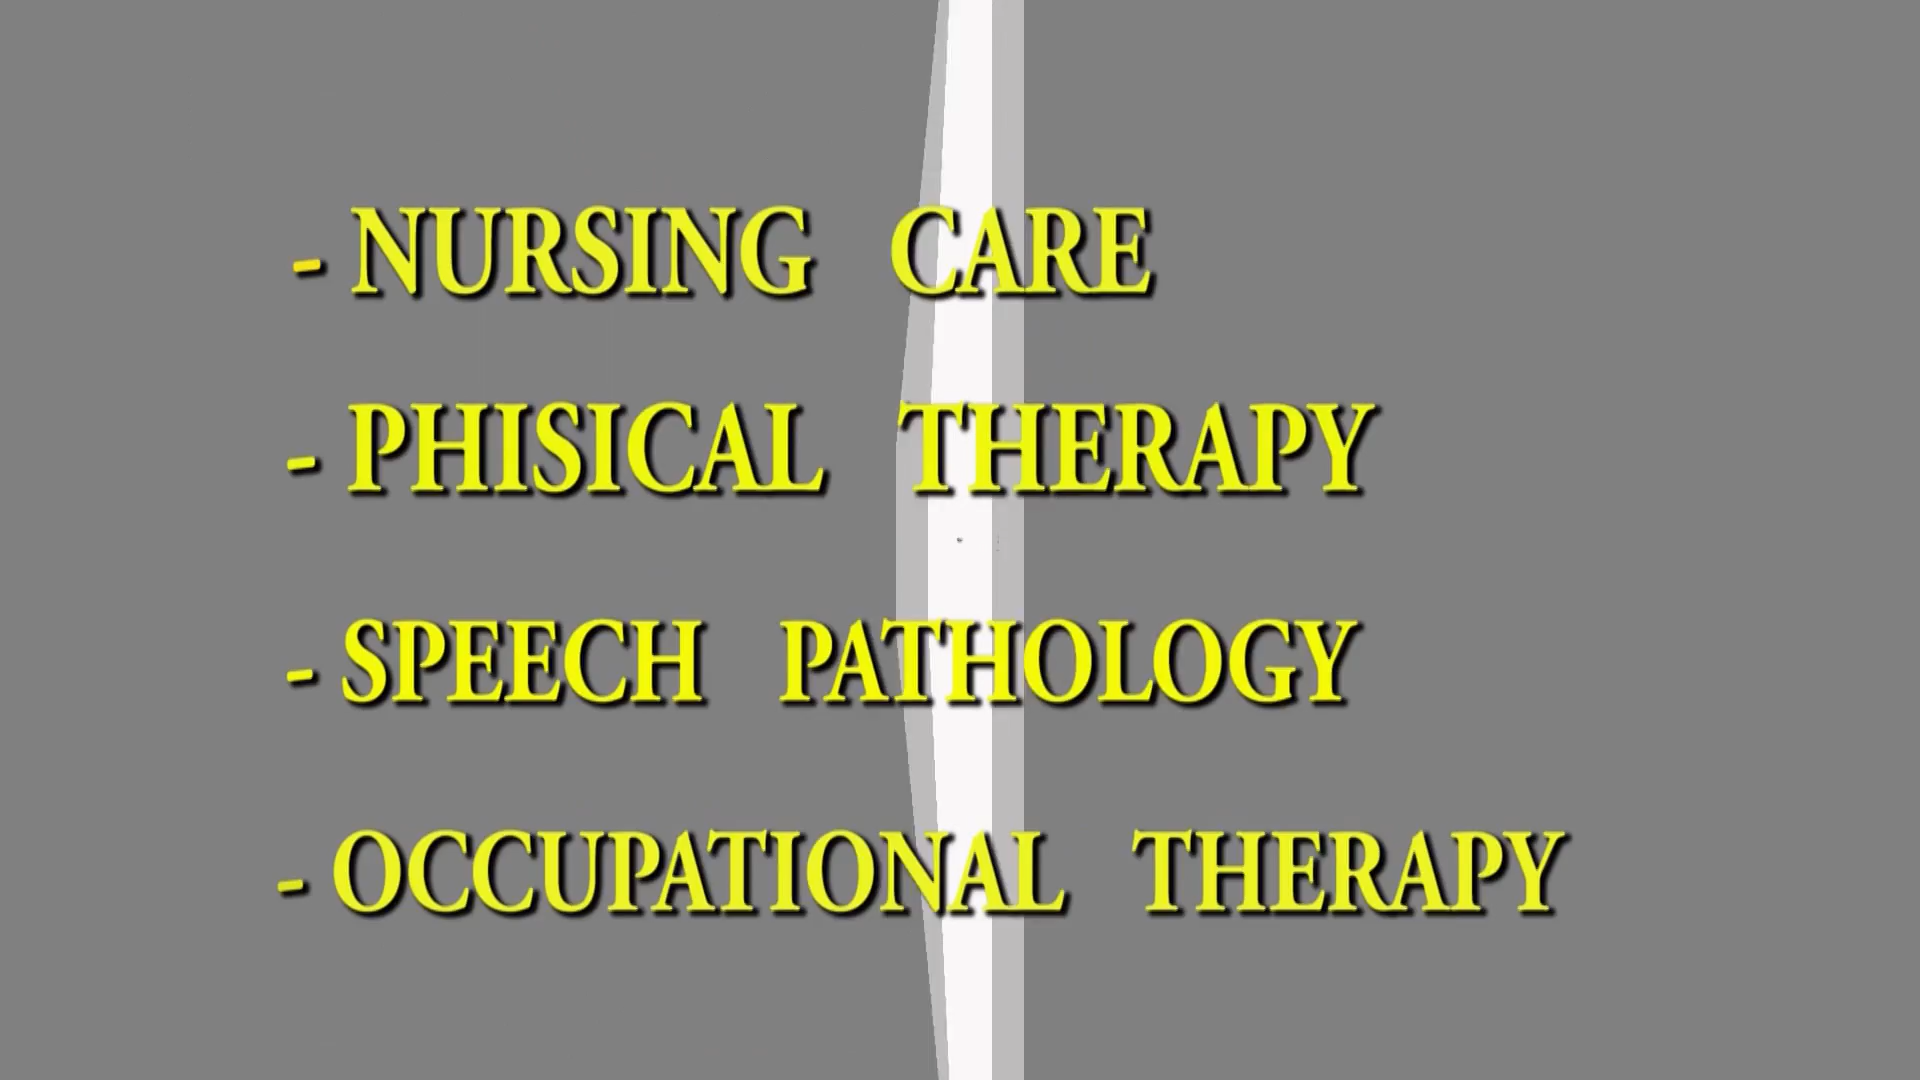 - NURSING CARE
- PHISICAL THERAPY
- SPEECH PATHOLOGY
- OCCUPATIONAL THERAPY